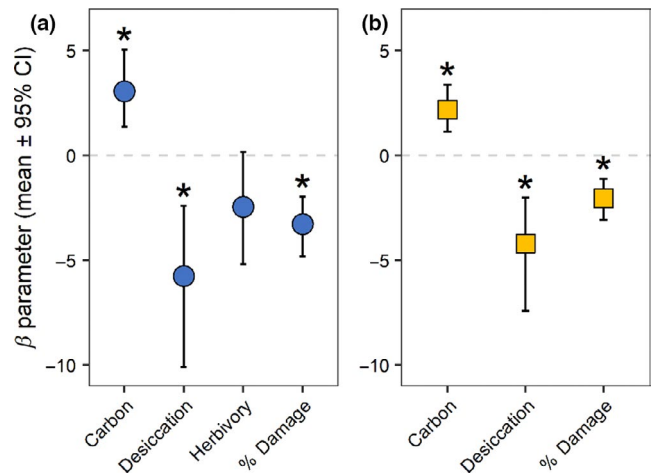 (a)
(b)
β parameter (mean ± 95% CI)
5
0
−5
−10
5
0
−5
−10
*
*
*
*
*
*
Carbon
Desiccation
Herbivory
% Damage
Carbon
Desiccation
% Damage